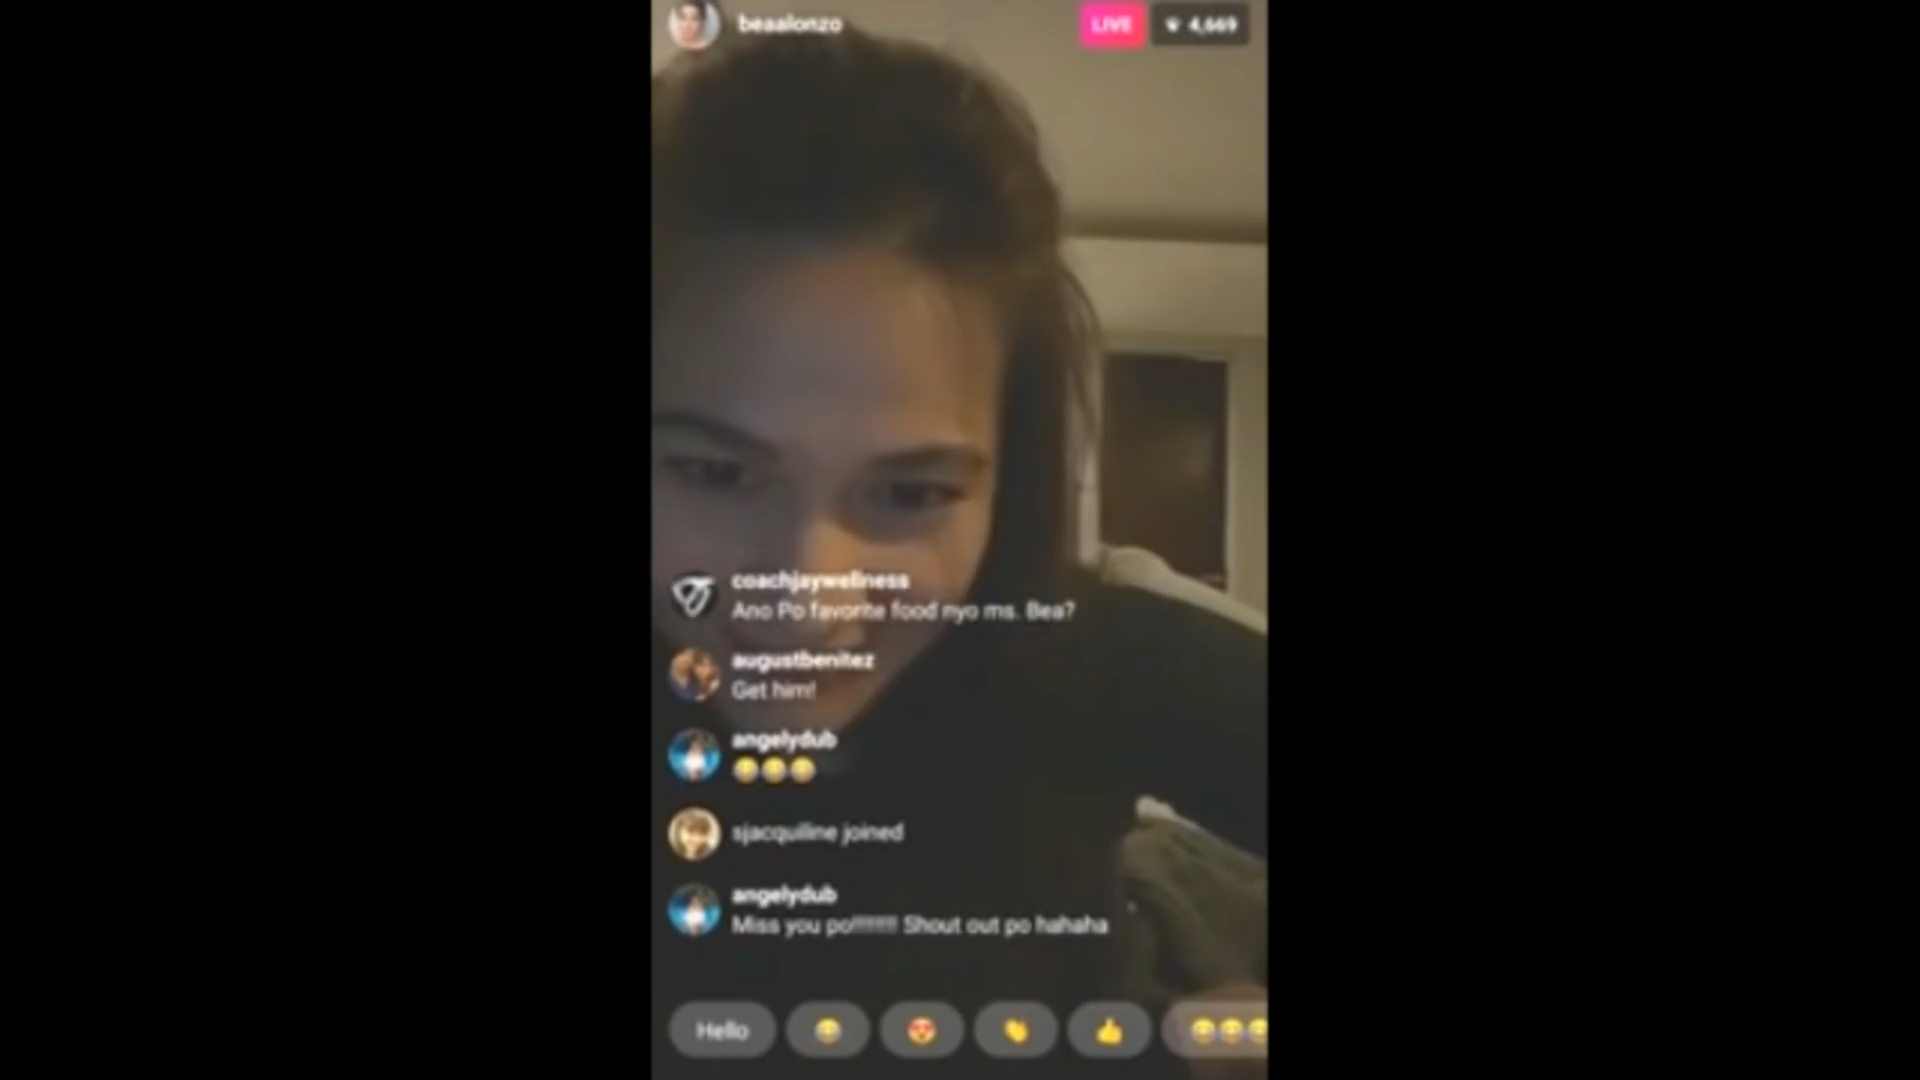 beaalonzo
LIVE
4,669
coachjaywellness
Ano Po favorite food nyo ms. Bea?
augustbenitez
Get him!
angelydub
😂😂😂
sjacquiline joined
angelydub
Miss you po!!!!!!!!! Shout out po hahaha
Hello